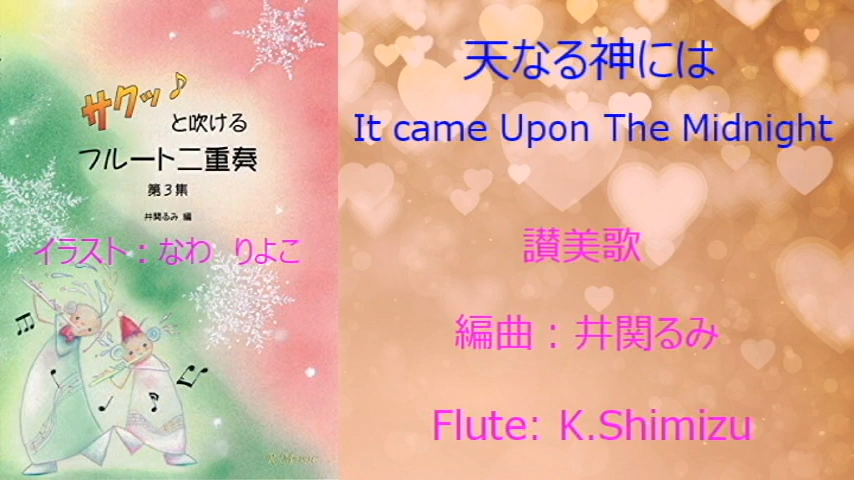 サクッ♪
と吹ける
フルート二重奏
第3集
井関るみ 編
イラスト：なわ りよこ
天なる神には
It came Upon The Midnight
讃美歌
編曲：井関るみ
Flute: K.Shimizu